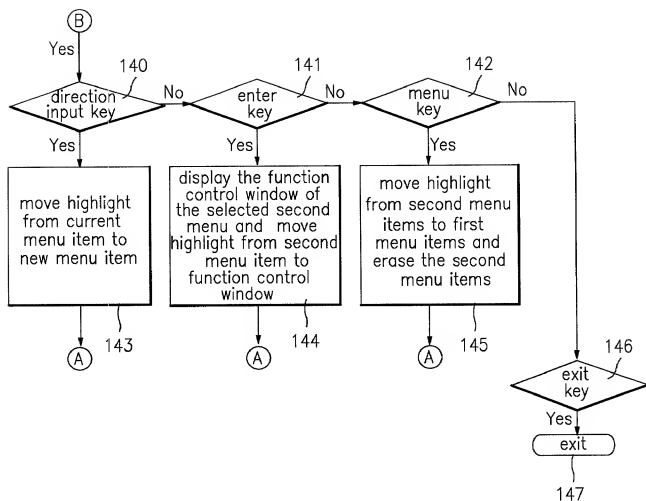 B
Yes
140
direction
input key
No
141
enter
key
No
142
menu
key
No
Yes
Yes
Yes
move highlight
from current
menu item to
new menu item
display the function
control window of
the selected second
menu and move
highlight from second
menu item to
function control
window
move highlight
from second menu
items to first
menu items and
erase the second
menu items
143
144
145
A
A
A
146
exit
key
Yes
exit
147